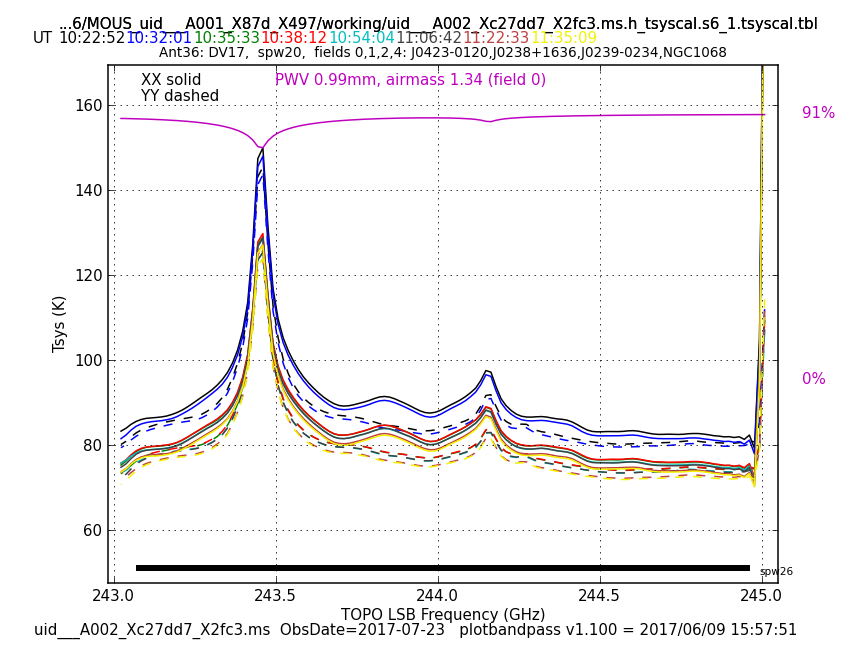 ...6/MOUS_uid___A001_X87d_X497/working/uid___A002_Xc27dd7_X2fc3.ms.h_tsyscal.s6_1.tsyscal.tbl
UT 10:22:52 10:32:01 10:35:33 10:38:12 10:54:04 11:06:42 11:22:33 11:35:09
Ant36: DV17, spw20, fields 0,1,2,4: J0423-0120,J0238+1636,J0239-0234,NGC1068
XX solid
PWV 0.99mm, airmass 1.34 (field 0)
YY dashed
160
140
120
100
80
60
91%
0%
Tsys (K)
spw26
243.0 243.5 244.0 244.5 245.0
TOPO LSB Frequency (GHz)
uid___A002_Xc27dd7_X2fc3.ms ObsDate=2017-07-23 plotbandpass v1.100 = 2017/06/09 15:57:51